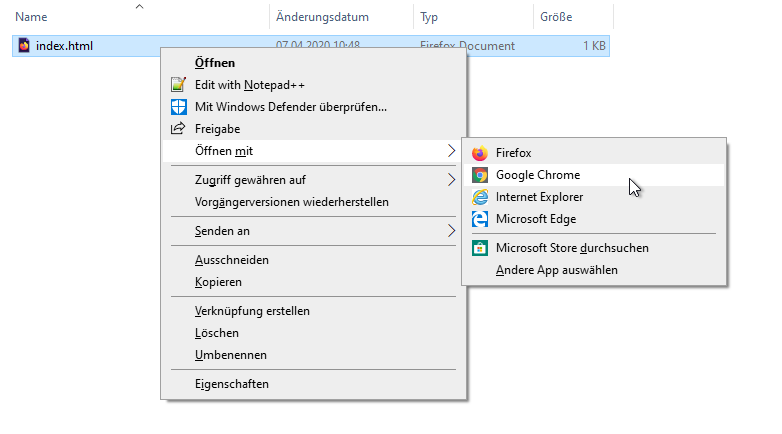 Name Änderungsdatum Typ Größe
index.html 07.04.2020 10:48 Firefox Document 1 KB
Öffnen
Edit with Notepad++
Mit Windows Defender überprüfen...
Freigabe
Öffnen mit
Zugriff gewähren auf
Vorgängerversionen wiederherstellen
Senden an
Ausschneiden
Kopieren
Verknüpfung erstellen
Löschen
Umbenennen
Eigenschaften
Firefox
Google Chrome
Internet Explorer
Microsoft Edge
Microsoft Store durchsuchen
Andere App auswählen